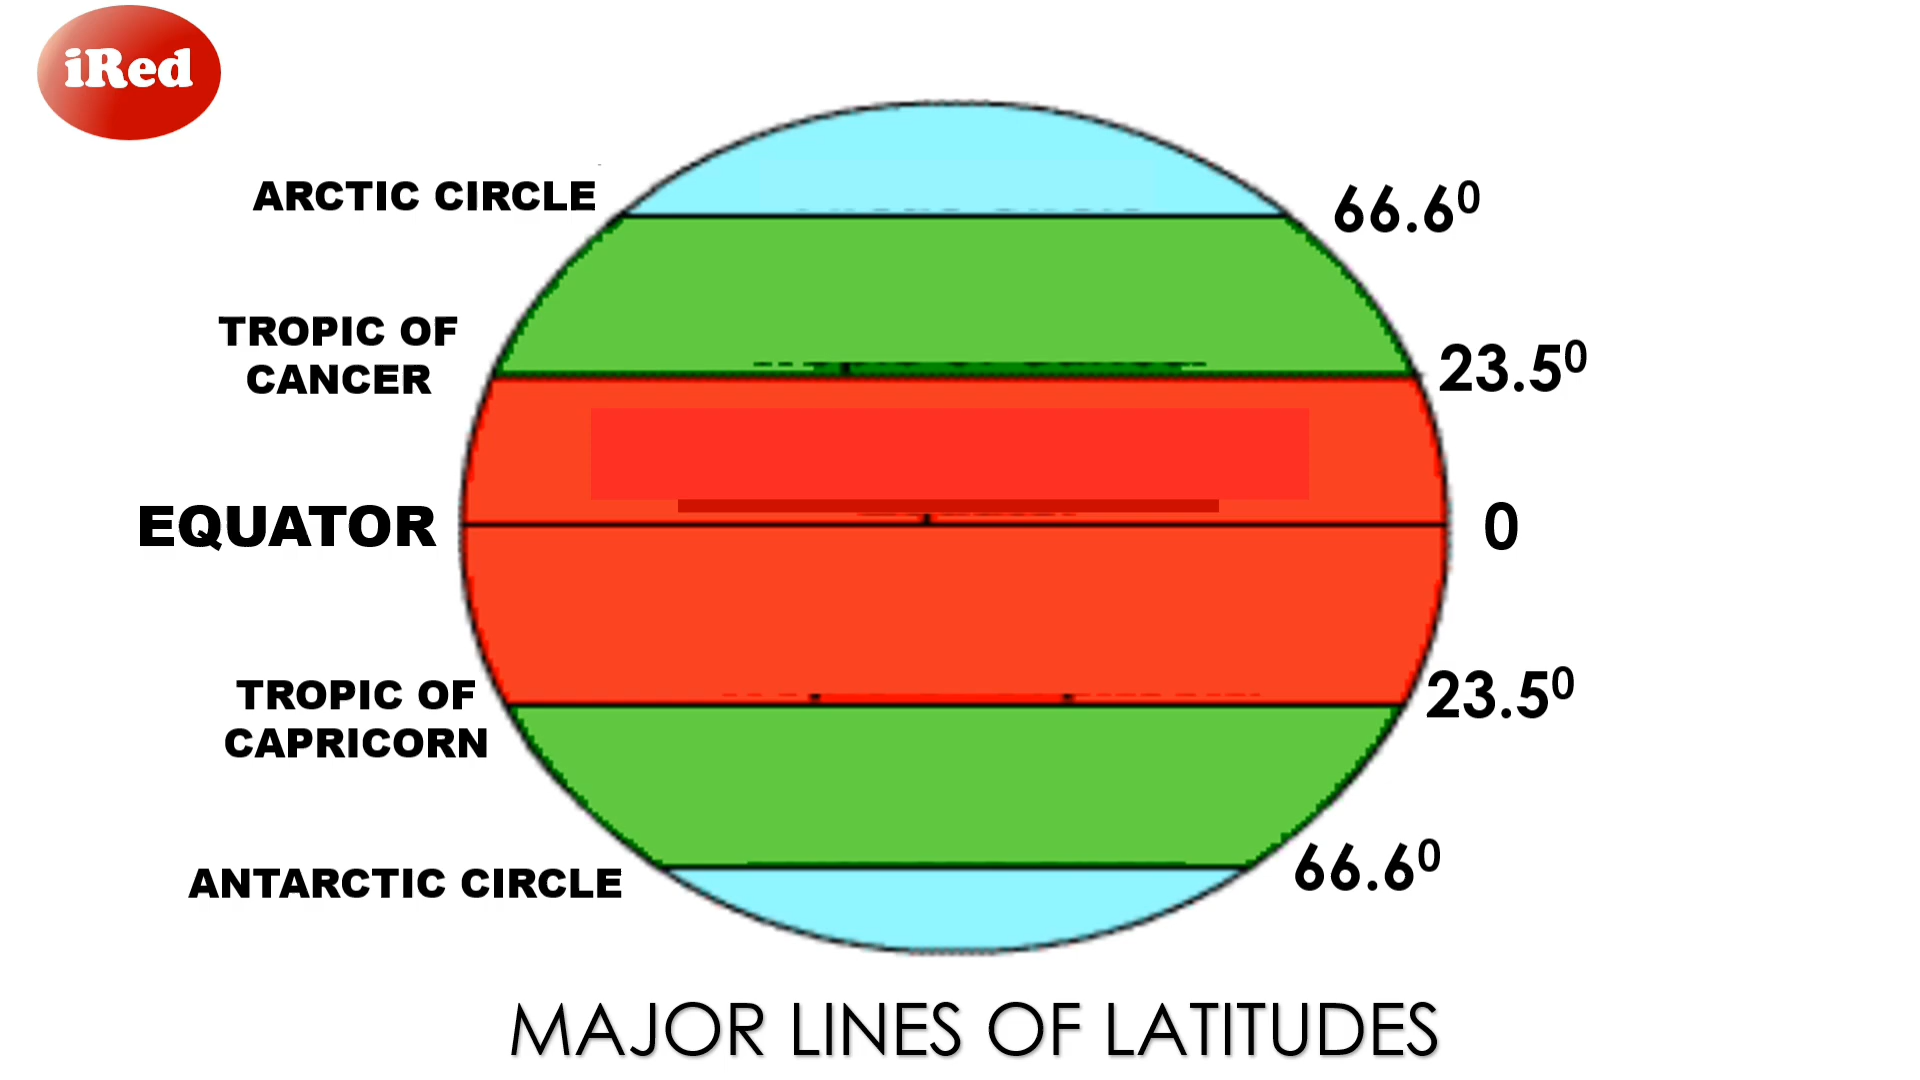 iRed
ARCTIC CIRCLE
66.6⁰
TROPIC OF
CANCER
23.5⁰
EQUATOR
0
TROPIC OF
CAPRICORN
23.5⁰
ANTARCTIC CIRCLE
66.6⁰
MAJOR LINES OF LATITUDES